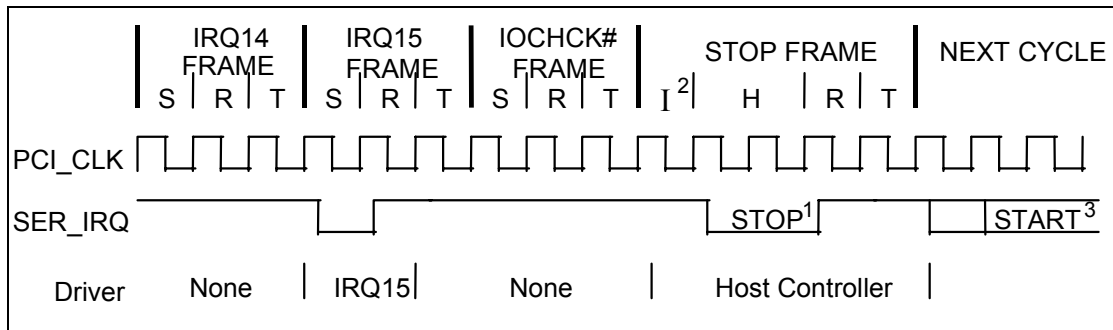 IRQ14 FRAME
IRQ15 FRAME
IOCHCK# FRAME
STOP FRAME
NEXT CYCLE
S R T S R T S R T I 2 H R T
PCI_CLK
SER_IRQ
STOP1
START3
Driver
None
IRQ15
None
Host Controller